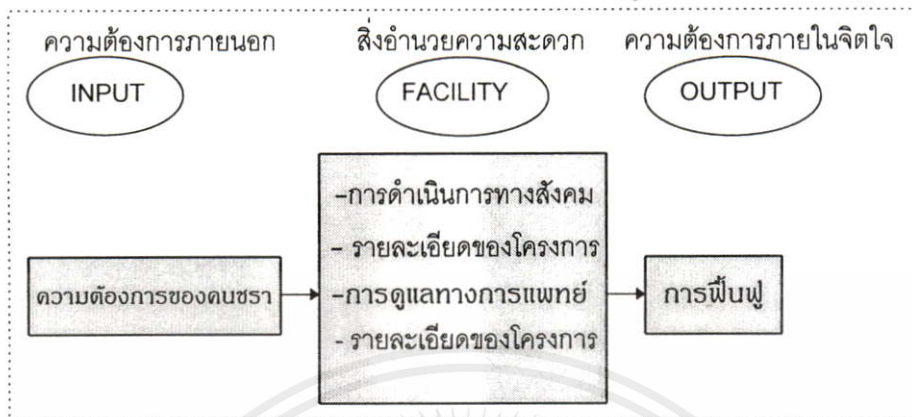 ความต้องการภายนอก สิ่งอำนวยความสะดวก ความต้องการภายในจิตใจ
INPUT FACILITY OUTPUT
-การดำเนินการทางสังคม
- รายละเอียดของโครงการ
ความต้องการของคนชรา -การดูแลทางการแพทย์ การฟื้นฟู
- รายละเอียดของโครงการ